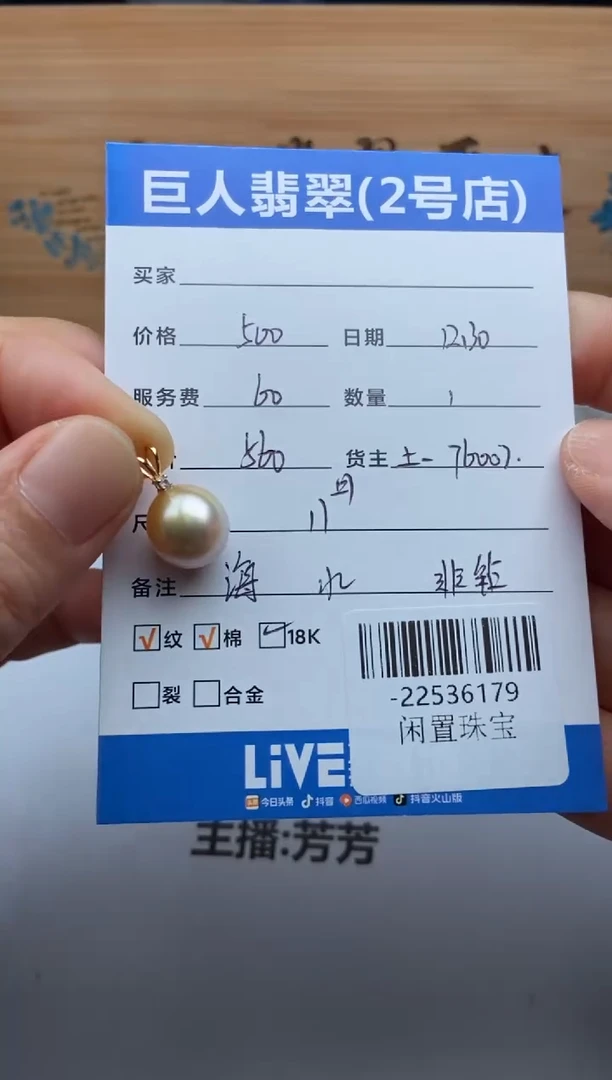 巨人翡翠(2号店)
买家
价格 500 日期 12.30
服务费 60 数量 1
560 货主 土一
尺 11
备注 海 水 非钻
√纹 √棉 ✓18K
裂 合金
-22536179
闲置珠宝
LiVE
今日头条 抖音 西瓜视频 抖音火山版
主播:芳芳